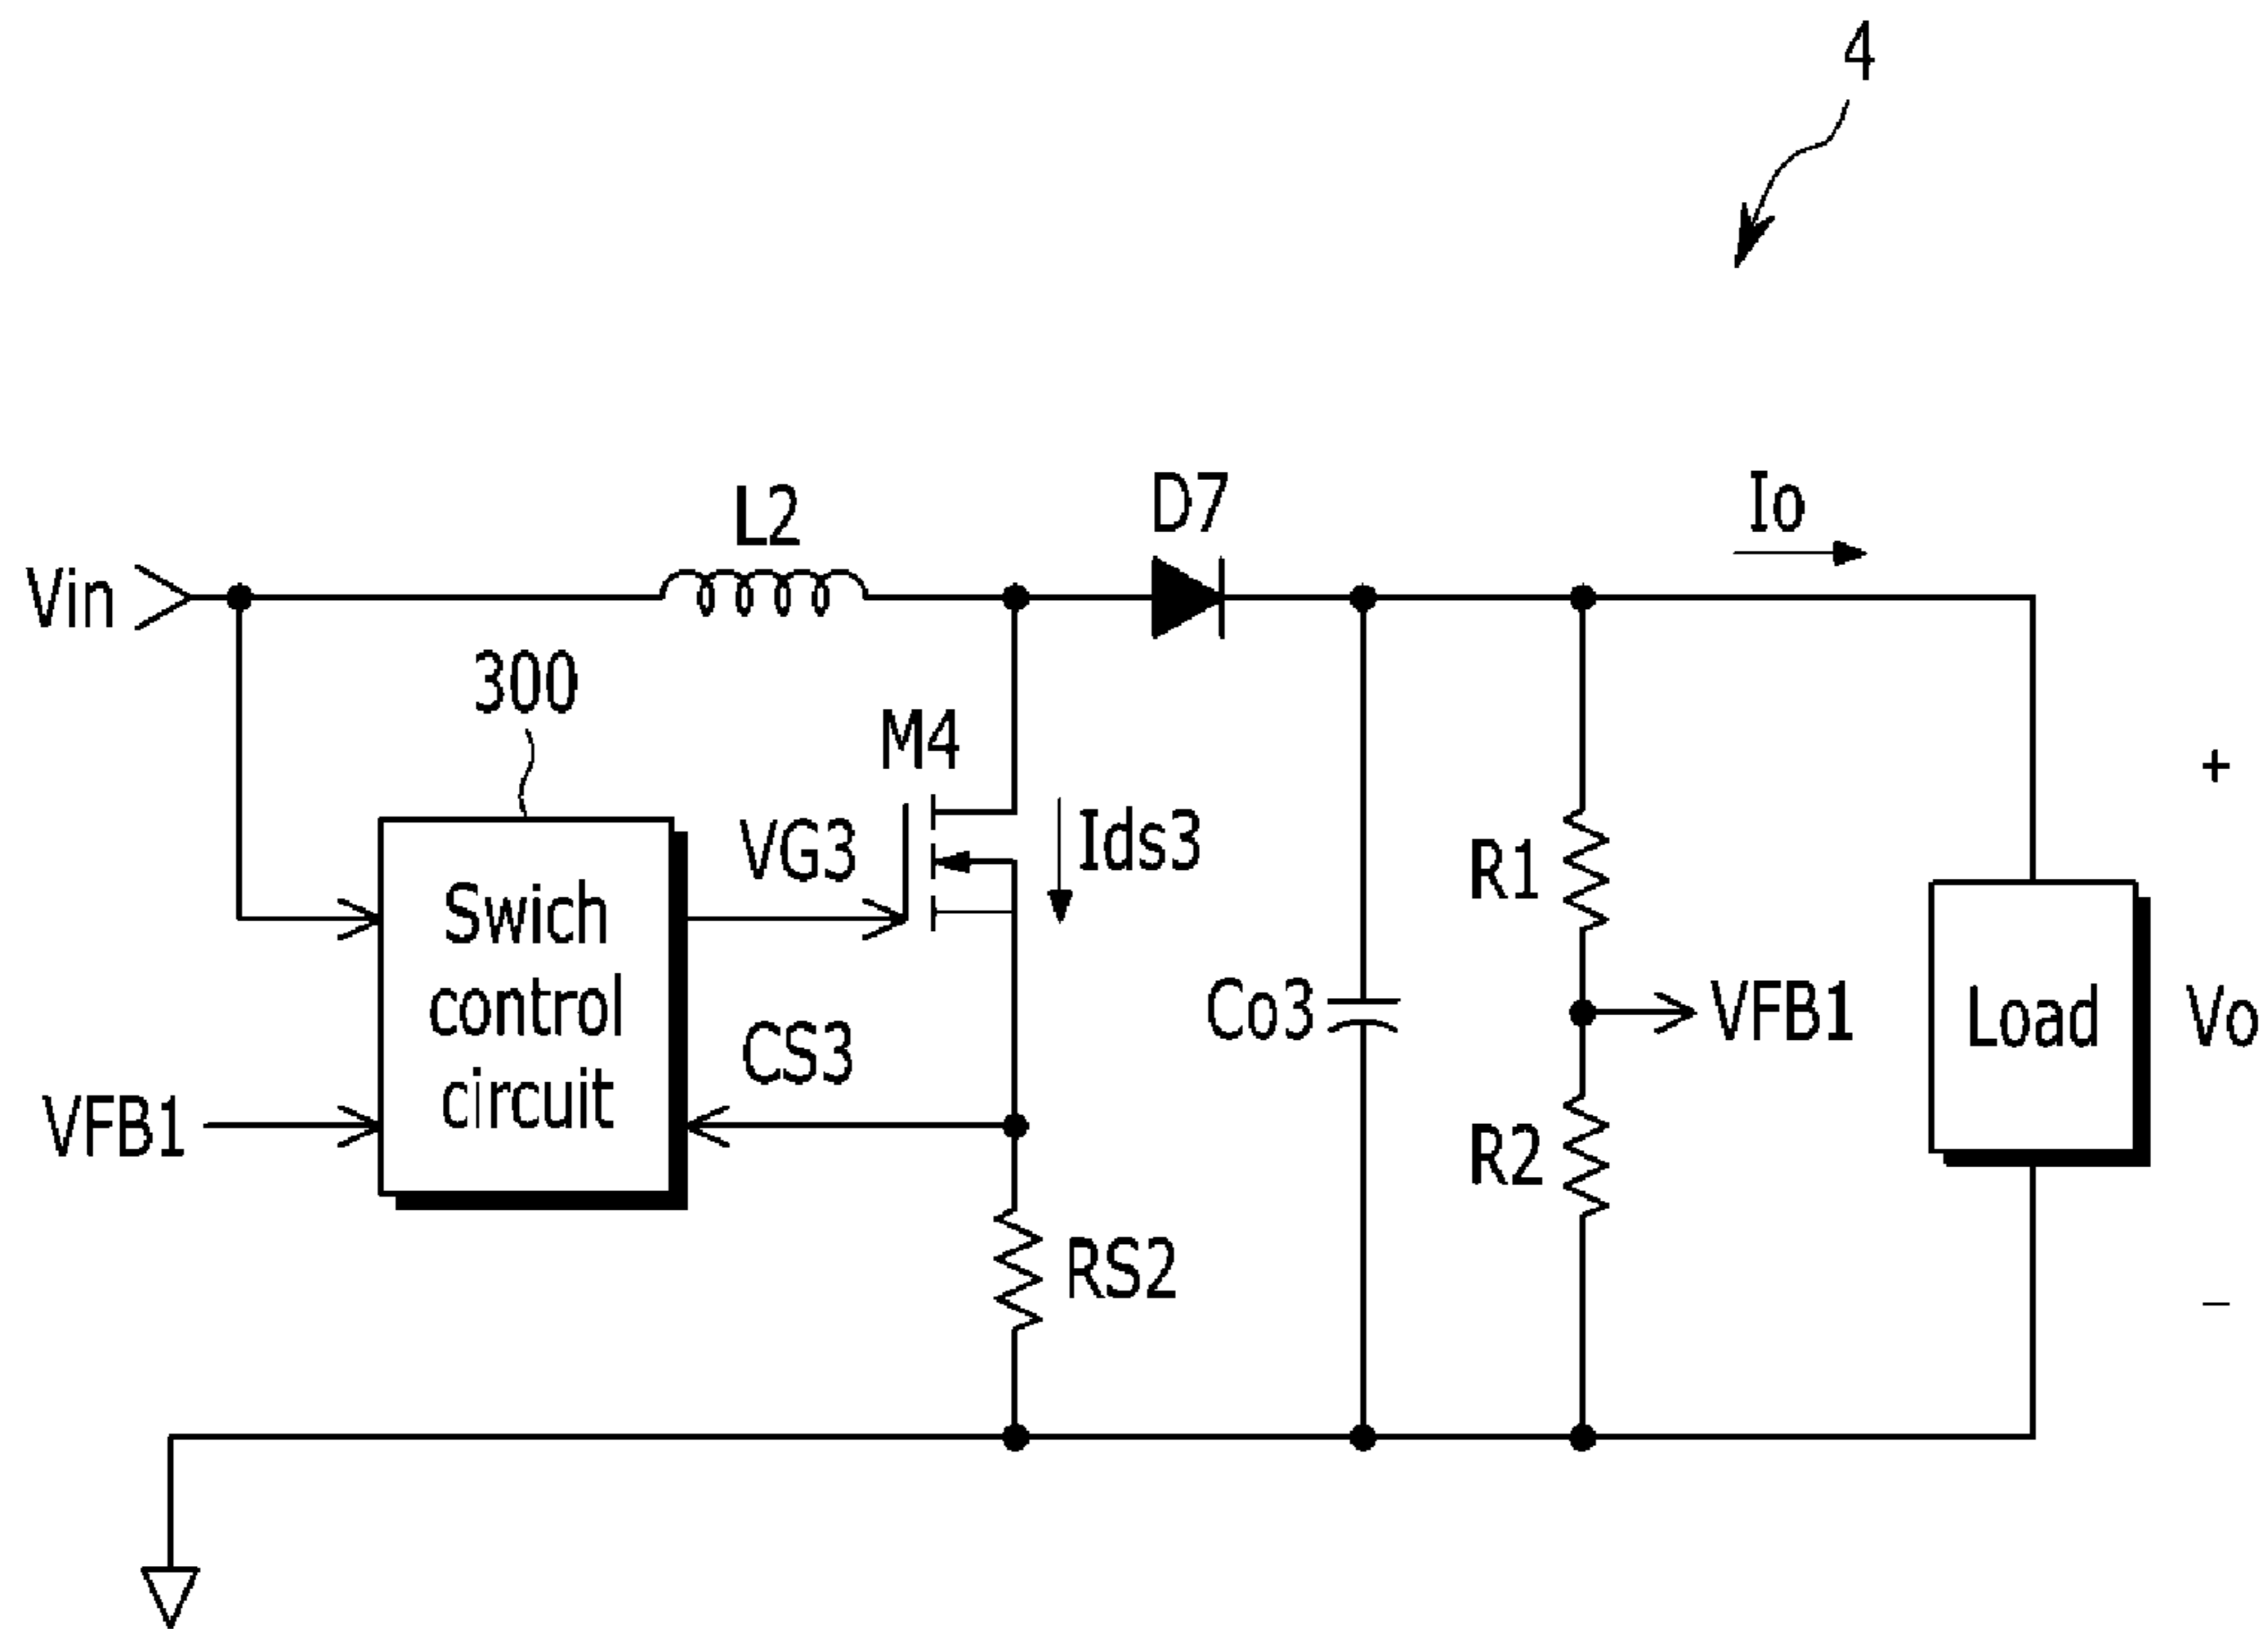 4
L2
D7
Io
Vin
300
M4
VG3
Ids3
+
R1
Swich
control
circuit
Co3
VFB1
Load
Vo
CS3
VFB1
R2
RS2
−